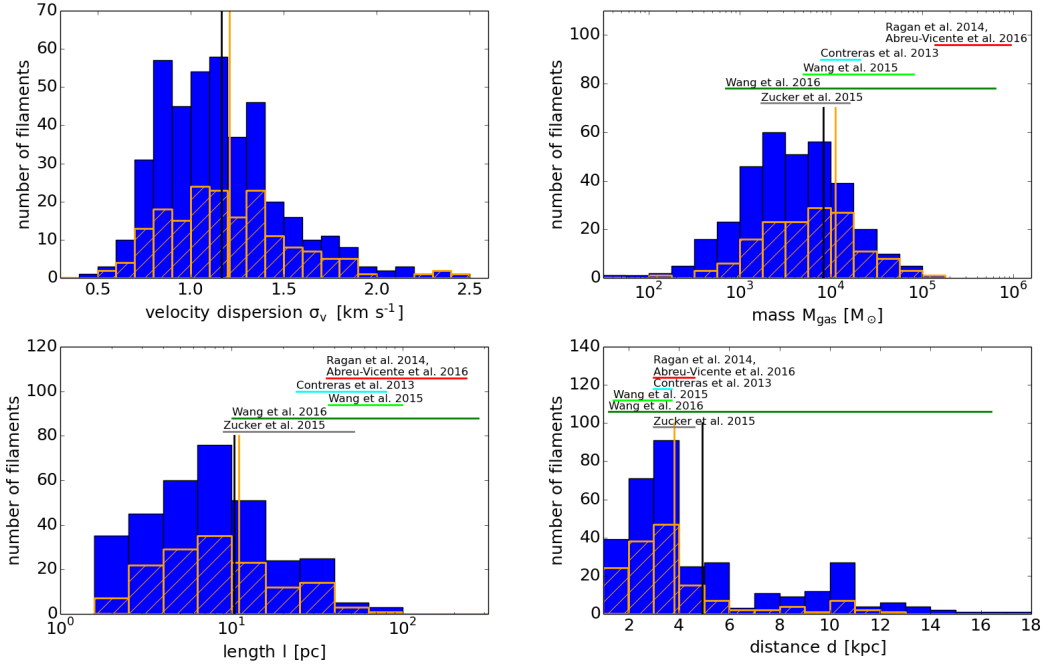 70
60
50
40
30
20
10
0
number of filaments
0.5 1.0 1.5 2.0 2.5
velocity dispersion σv [km s-1]
110
100
80
60
40
20
0
number of filaments
Ragan et al. 2014,
Abreu-Vicente et al. 2016
Contreras et al. 2013
Wang et al. 2015
Wang et al. 2016
Zucker et al. 2015
10² 10³ 10⁴ 10⁵ 10⁶
mass Mgas [M⊙]
120
100
80
60
40
20
0
number of filaments
Ragan et al. 2014,
Abreu-Vicente et al. 2016
Contreras et al. 2013
Wang et al. 2015
Wang et al. 2016
Zucker et al. 2015
10⁰ 10¹ 10²
length l [pc]
140
120
100
80
60
40
20
0
number of filaments
Ragan et al. 2014,
Abreu-Vicente et al. 2016
Contreras et al. 2013
Wang et al. 2015
Wang et al. 2016
Zucker et al. 2015
2 4 6 8 10 12 14 16 18
distance d [kpc]